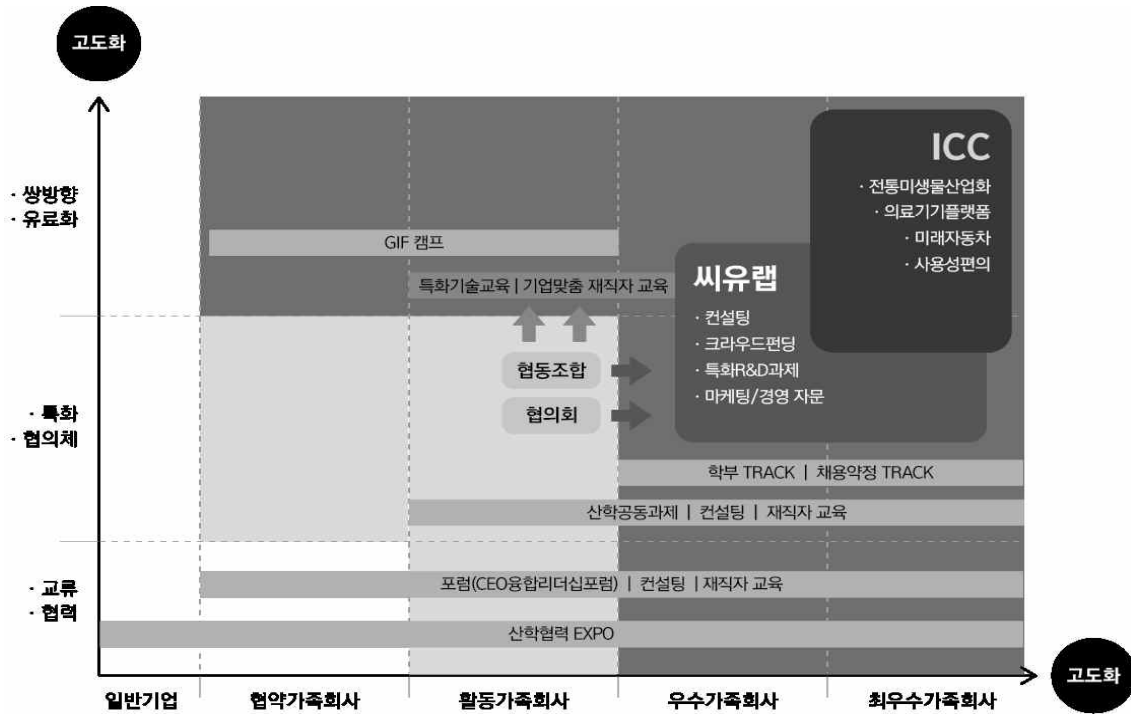 고도화
· 쌍방향
· 유료화
ICC
· 전통미생물산업화
· 의료기기플랫폼
· 미래자동차
· 사용성편의
GIF 캠프
특화기술교육 | 기업맞춤 재직자 교육
씨유랩
· 컨설팅
· 크라우드펀딩
· 특화R&D과제
· 마케팅/경영 자문
협동조합
협의회
· 특화
· 협의체
학부 TRACK | 채용약정 TRACK
산학공동과제 | 컨설팅 | 재직자 교육
· 교류
· 협력
포럼(CEO융합리더십포럼) | 컨설팅 | 재직자 교육
산학협력 EXPO
고도화
일반기업
협약가족회사
활동가족회사
우수가족회사
최우수가족회사